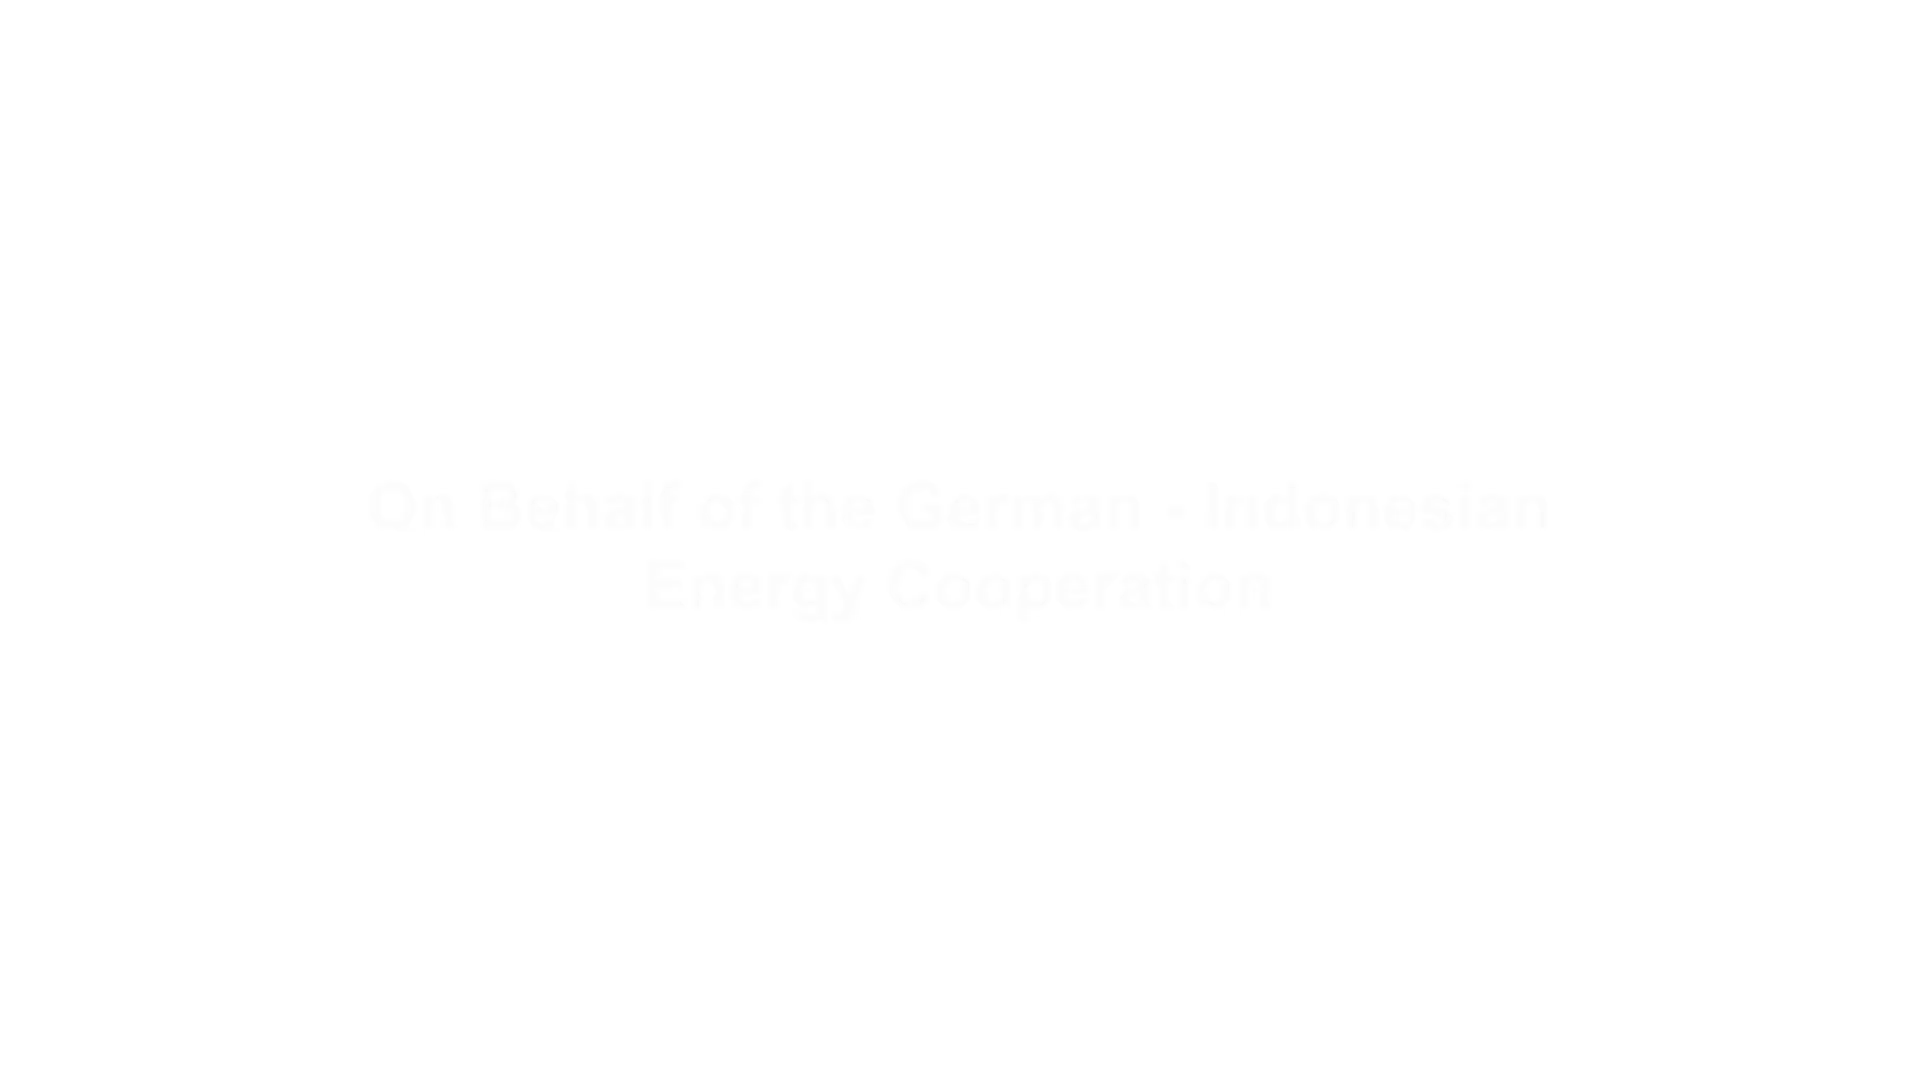 On Behalf of the German - Indonesian
Energy Cooperation